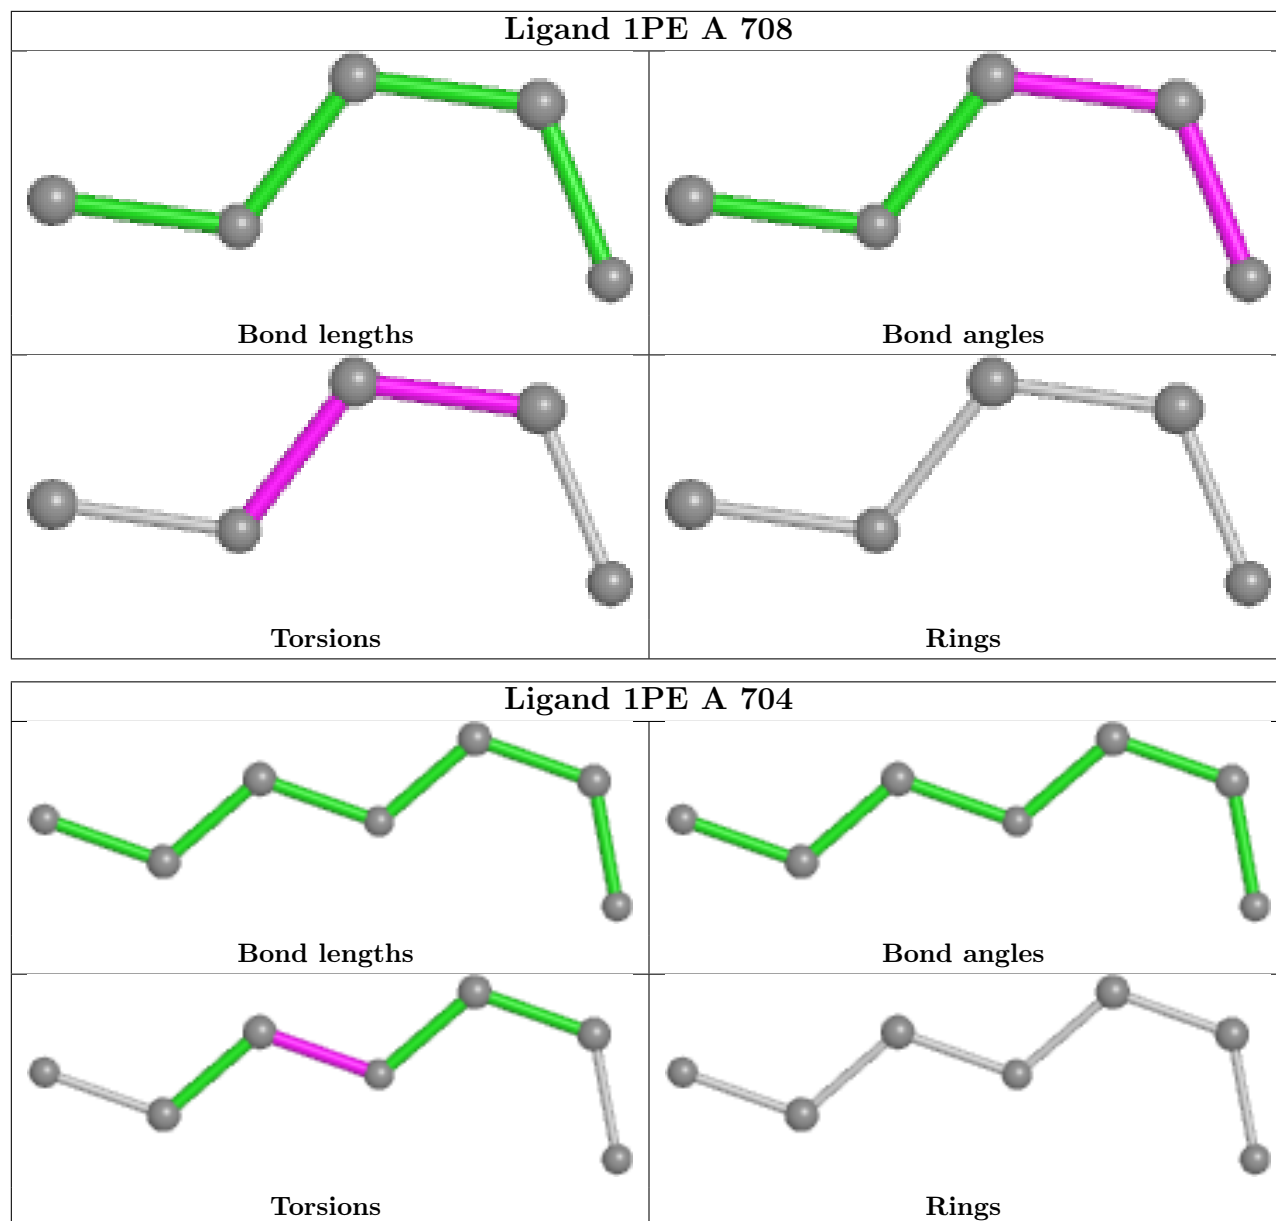 Ligand 1PE A 708
Bond lengths
Bond angles
Torsions
Rings
Ligand 1PE A 704
Bond lengths
Bond angles
Torsions
Rings